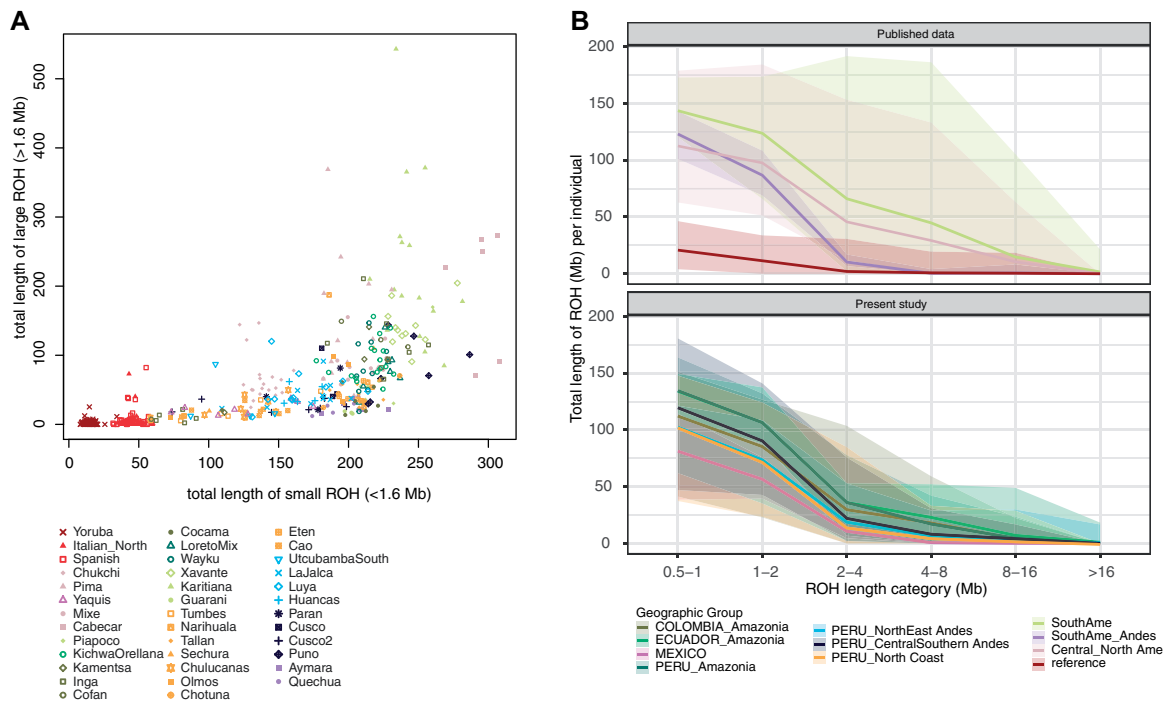 A
total length of large ROH (>1.6 Mb)
500
400
300
200
100
0
0 50 100 150 200 250 300
total length of small ROH (<1.6 Mb)
Yoruba
Italian_North
Spanish
Chukchi
Pima
Yaquis
Mixe
Cabecar
Piapoco
KichwaOrellana
Kamentsa
Inga
Cofan
Cocama
LoretoMix
Wayku
Xavante
Karitiana
Guarani
Tumbes
Narihuala
Tallan
Sechura
Chulucanas
Olmos
Chotuna
Eten
Cao
UtcubambaSouth
LaJalca
Luya
Huancas
Paran
Cusco
Cusco2
Puno
Aymara
Quechua
B
Total length of ROH (Mb) per individual
Published data
200
150
100
50
0
Present study
200
150
100
50
0
0.5−1 1−2 2−4 4−8 8−16 >16
ROH length category (Mb)
Geographic Group
COLOMBIA_Amazonia
ECUADOR_Amazonia
MEXICO
PERU_Amazonia
PERU_NorthEast Andes
PERU_CentralSouthern Andes
PERU_North Coast
SouthAme
SouthAme_Andes
Central_North Ame
reference